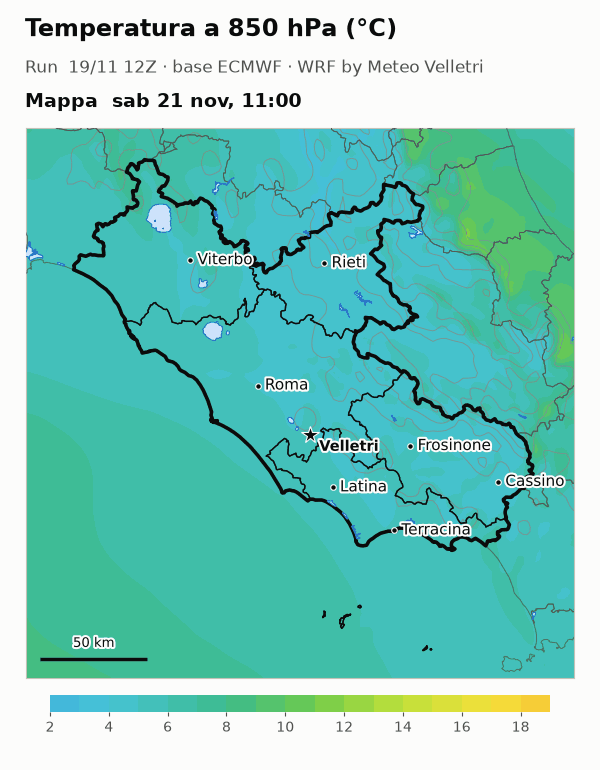 Temperatura a 850 hPa (°C)
Run  19/11 12Z · base ECMWF · WRF by Meteo Velletri
Mappa  sab 21 nov, 11:00
Viterbo
Rieti
Roma
Velletri
Frosinone
Cassino
Latina
Terracina
50 km
2 4 6 8 10 12 14 16 18